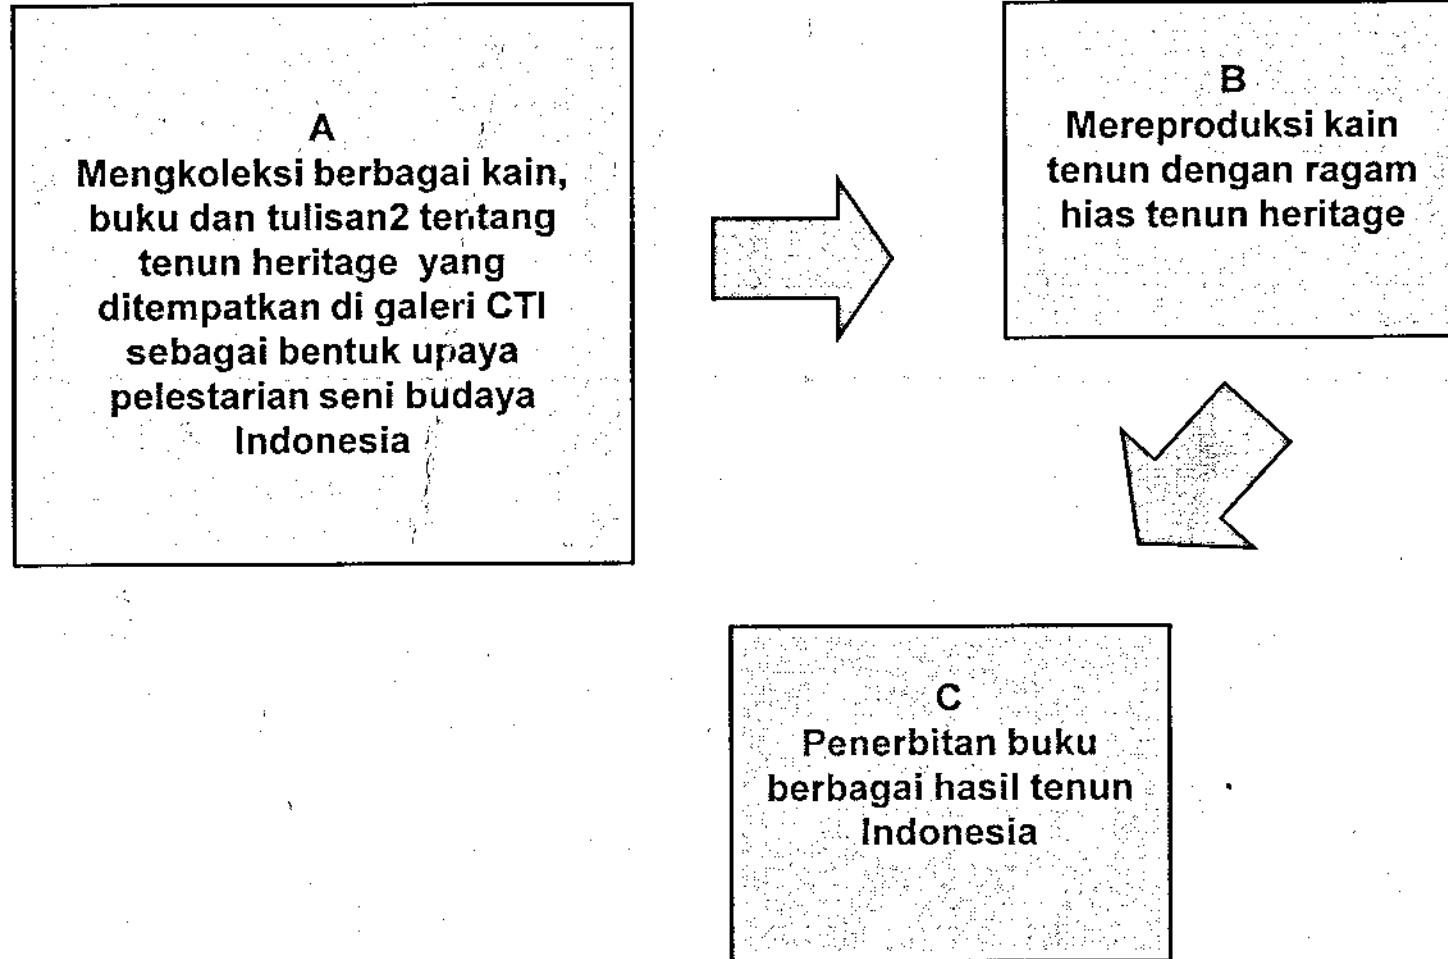 A
Mengkoleksi berbagai kain,
buku dan tulisan2 tentang
tenun heritage yang
ditempatkan di galeri CTI
sebagai bentuk upaya
pelestarian seni budaya
Indonesia
B
Mereproduksi kain
tenun dengan ragam
hias tenun heritage
C
Penerbitan buku
berbagai hasil tenun
Indonesia